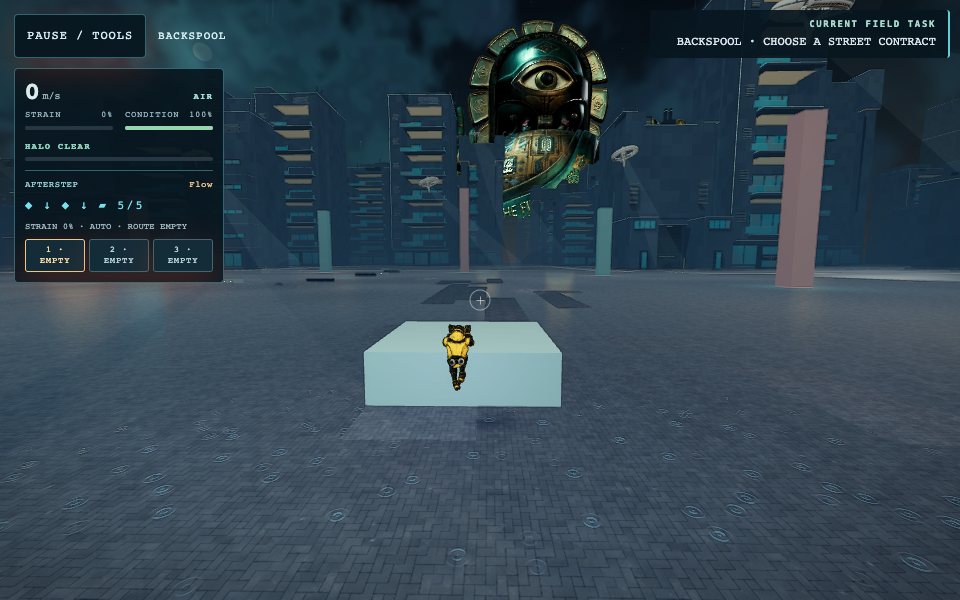 PAUSE / TOOLS
BACKSPOOL
CURRENT FIELD TASK
BACKSPOOL · CHOOSE A STREET CONTRACT
0 m/s
AIR
STRAIN 0%
CONDITION 100%
HALO CLEAR
AFTERSTEP
Flow
5/5
STRAIN 0% · AUTO · ROUTE EMPTY
1 · EMPTY
2 · EMPTY
3 · EMPTY